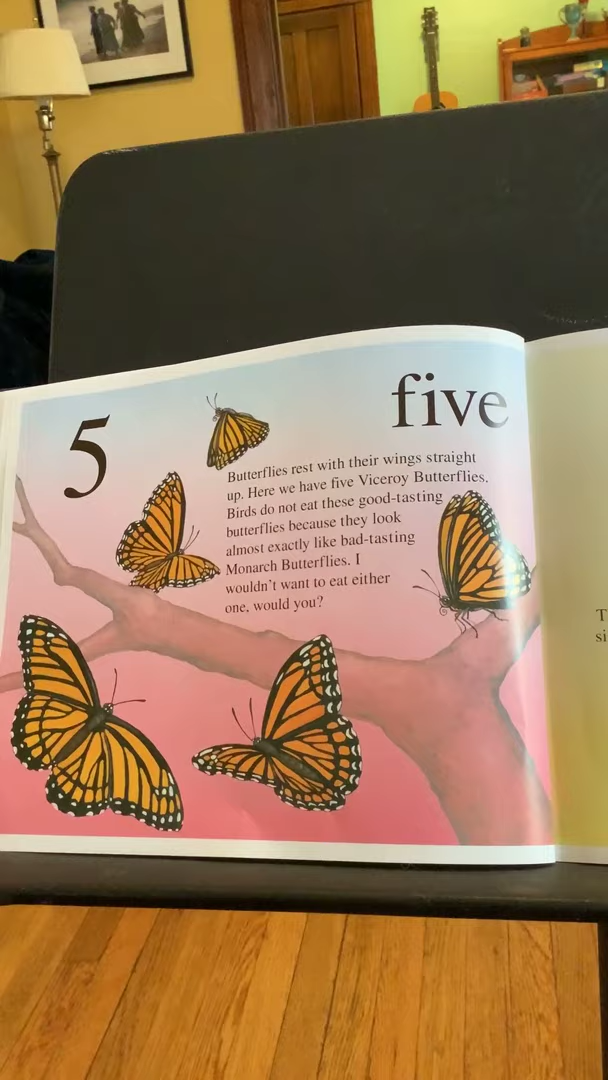 5
five
Butterflies rest with their wings straight
up. Here we have five Viceroy Butterflies.
Birds do not eat these good-tasting
butterflies because they look
almost exactly like bad-tasting
Monarch Butterflies. I
wouldn't want to eat either
one, would you?